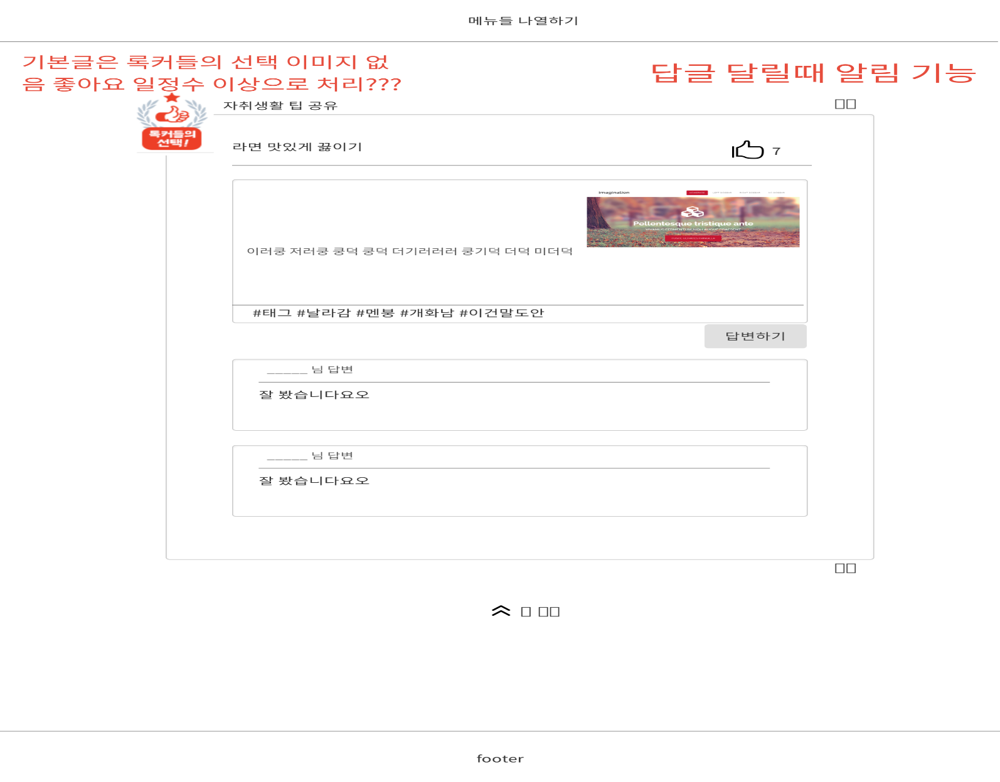 메뉴들 나열하기
기본글은 톡커들의 선택 이미지 없
음 좋아요 일정수 이상으로 처리???
답글 달릴때 알림 기능
톡커들의
선택!
자취생활 팁 공유
라면 맛있게 끓이기
7
imagination
Pellentesque tristique ante
이러쿵 저러쿵 쿵덕 쿵덕 더기러러러 쿵기덕 더덕 미더덕
#태그 #날라감 #멘붕 #개화남 #이건말도안
답변하기
_____ 님 답변
잘 봤습니다요오
_____ 님 답변
잘 봤습니다요오
footer